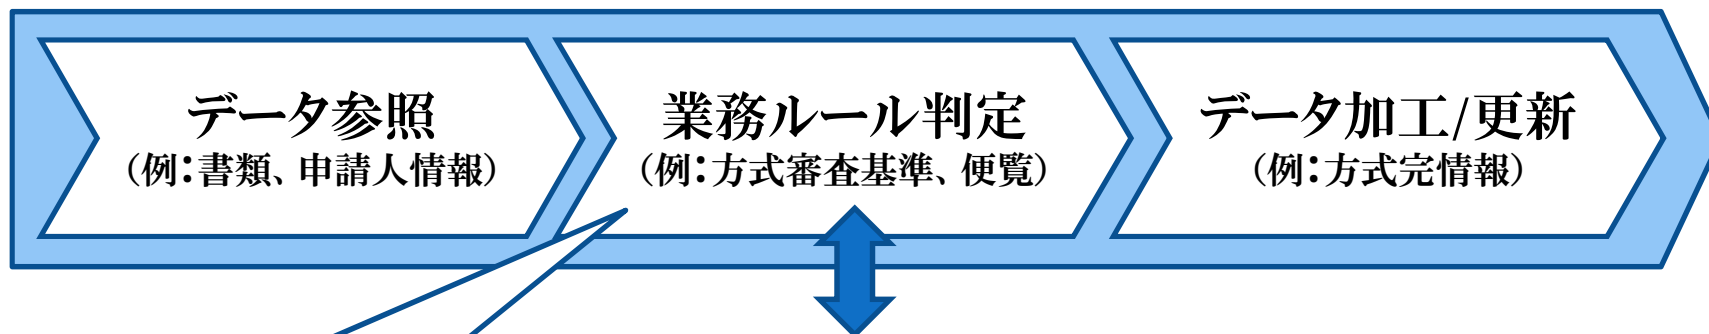 データ参照
（例：書類、申請人情報）
業務ルール判定
（例：方式審査基準、便覧）
データ加工/更新
（例：方式完情報）